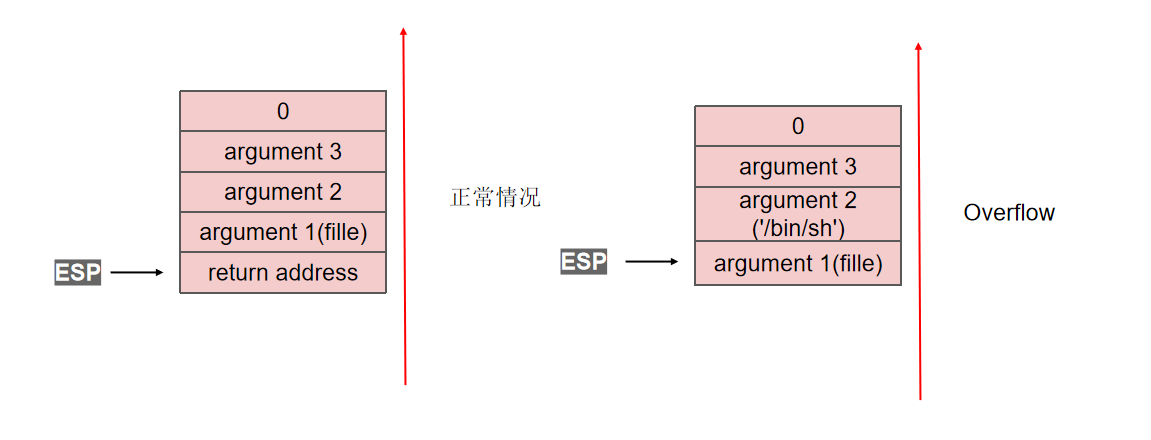 0
argument 3
argument 2
argument 1(fille)
ESP
return address
正常情况
0
argument 3
argument 2
('/bin/sh')
ESP
argument 1(fille)
Overflow